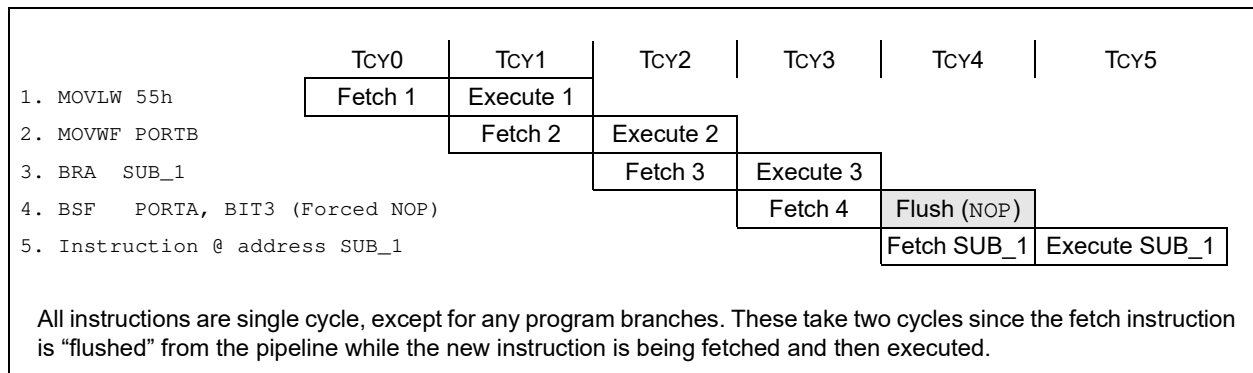 TCY0 TCY1 TCY2 TCY3 TCY4 TCY5
1. MOVLW 55h Fetch 1 Execute 1
2. MOVWF PORTB Fetch 2 Execute 2
3. BRA SUB_1 Fetch 3 Execute 3
4. BSF PORTA, BIT3 (Forced NOP) Fetch 4 Flush (NOP)
5. Instruction @ address SUB_1 Fetch SUB_1 Execute SUB_1
All instructions are single cycle, except for any program branches. These take two cycles since the fetch instruction
is “flushed” from the pipeline while the new instruction is being fetched and then executed.